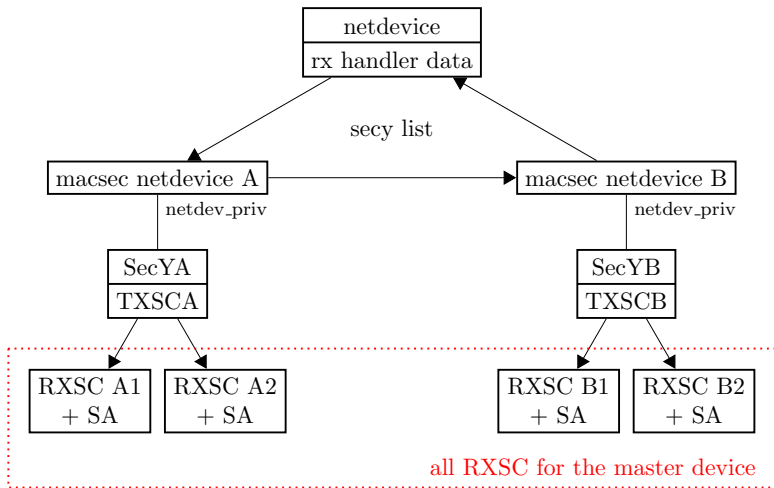 netdevice
rx handler data
secy list
macsec netdevice A
macsec netdevice B
netdev_priv
netdev_priv
SecYA
SecYB
TXSCA
TXSCB
RXSC A1
+ SA
RXSC A2
+ SA
RXSC B1
+ SA
RXSC B2
+ SA
all RXSC for the master device